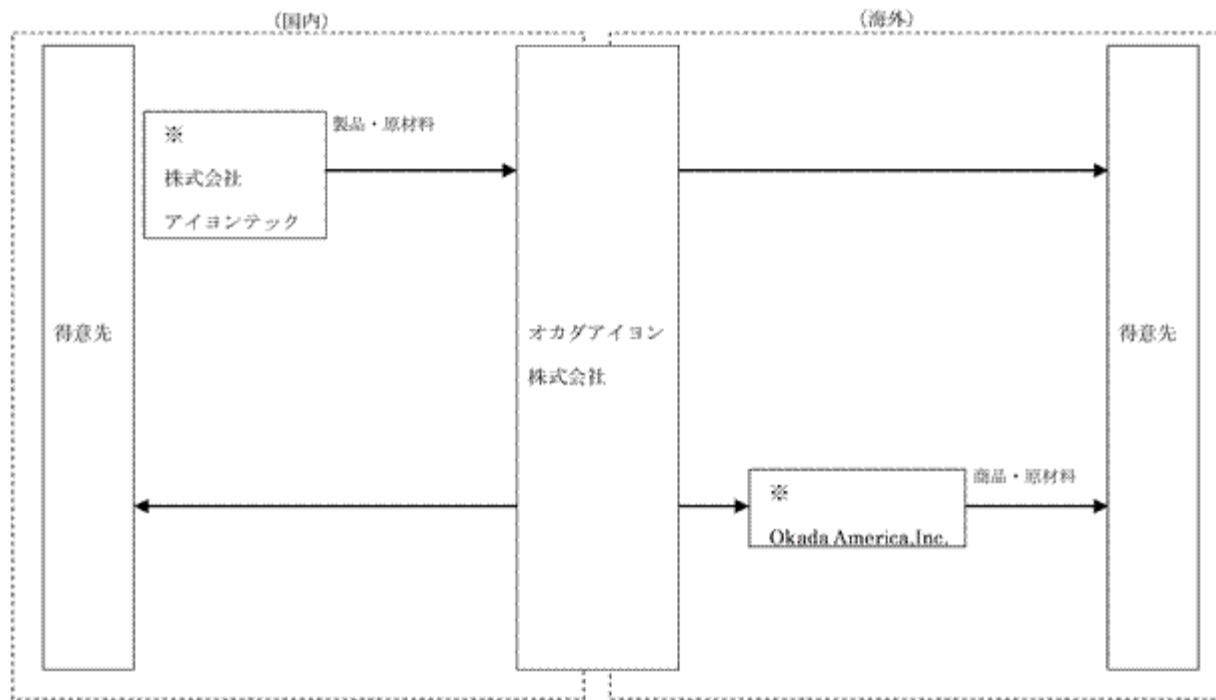 (国内)
(海外)
製品・原材料
※
株式会社
アイヨンテック
得意先
オカダアイヨン
株式会社
得意先
商品・原材料
※
Okada America,Inc.